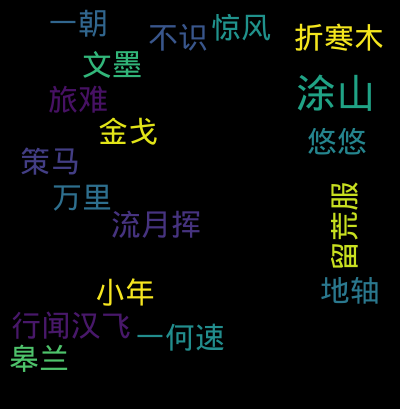 一朝
不识
惊风
折寒木
文墨
旅难
涂山
金戈
悠悠
策马
万里
流月挥
留荒服
小年
地轴
行闻汉飞
一何速
皋兰